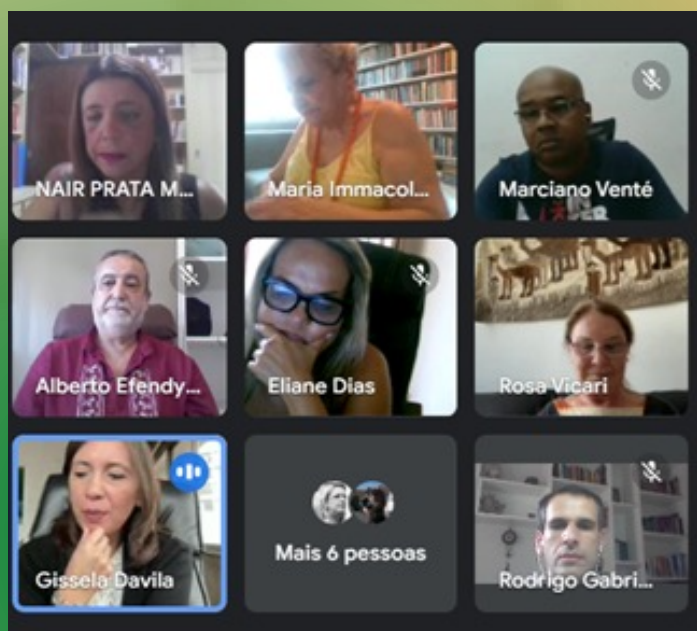 NAIR PRATA M...
Maria Immacol...
Marciano Venté
Alberto Efendy...
Eliane Dias
Rosa Vicari
Gissela Davila
Mais 6 pessoas
Rodrigo Gabri...